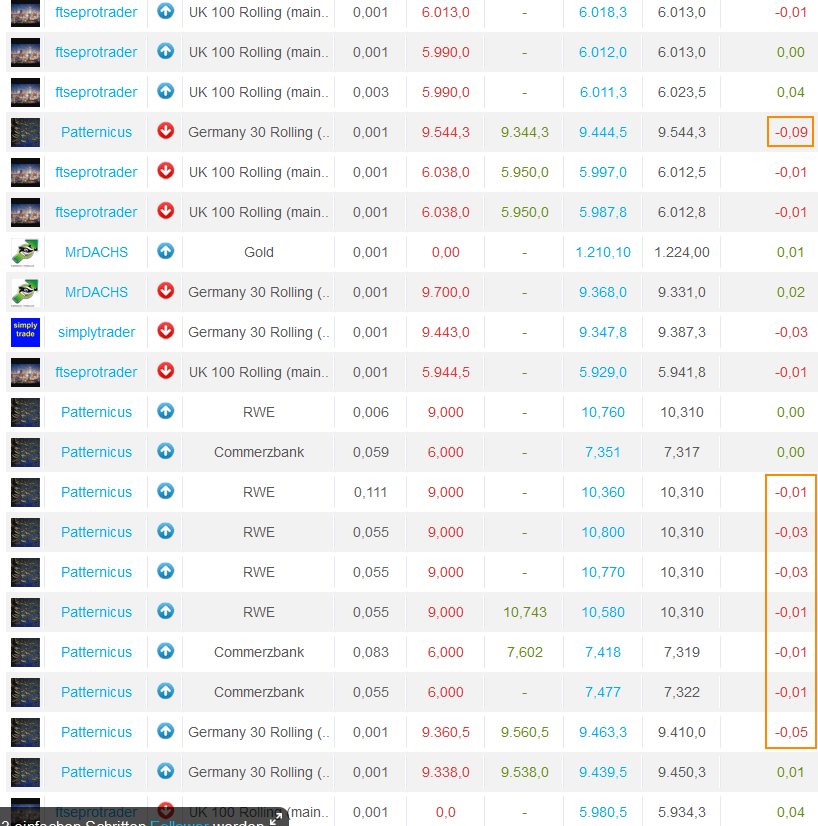 ftseprotrader UK 100 Rolling (main.. 0,001 6.013,0 - 6.018,3 6.013,0 -0,01
ftseprotrader UK 100 Rolling (main.. 0,001 5.990,0 - 6.012,0 6.013,0 0,00
ftseprotrader UK 100 Rolling (main.. 0,003 5.990,0 - 6.011,3 6.023,5 0,04
Patternicus Germany 30 Rolling (.. 0,001 9.544,3 9.344,3 9.444,5 9.544,3 -0,09
ftseprotrader UK 100 Rolling (main.. 0,001 6.038,0 5.950,0 5.997,0 6.012,5 -0,01
ftseprotrader UK 100 Rolling (main.. 0,001 6.038,0 5.950,0 5.987,8 6.012,8 -0,01
MrDACHS Gold 0,001 0,00 - 1.210,10 1.224,00 0,01
MrDACHS Germany 30 Rolling (.. 0,001 9.700,0 - 9.368,0 9.331,0 0,02
simply trade simplytrader Germany 30 Rolling (.. 0,001 9.443,0 - 9.347,8 9.387,3 -0,03
ftseprotrader UK 100 Rolling (main.. 0,001 5.944,5 - 5.929,0 5.941,8 -0,01
Patternicus RWE 0,006 9,000 - 10,760 10,310 0,00
Patternicus Commerzbank 0,059 6,000 - 7,351 7,317 0,00
Patternicus RWE 0,111 9,000 - 10,360 10,310 -0,01
Patternicus RWE 0,055 9,000 - 10,800 10,310 -0,03
Patternicus RWE 0,055 9,000 - 10,770 10,310 -0,03
Patternicus RWE 0,055 9,000 10,743 10,580 10,310 -0,01
Patternicus Commerzbank 0,083 6,000 7,602 7,418 7,319 -0,01
Patternicus Commerzbank 0,055 6,000 - 7,477 7,322 -0,01
Patternicus Germany 30 Rolling (.. 0,001 9.360,5 9.560,5 9.463,3 9.410,0 -0,05
Patternicus Germany 30 Rolling (.. 0,001 9.338,0 9.538,0 9.439,5 9.450,3 0,01
ftseprotrader UK 100 Rolling (main.. 0,001 0,0 - 5.980,5 5.934,3 0,04
einfachen Schritten Follower werden